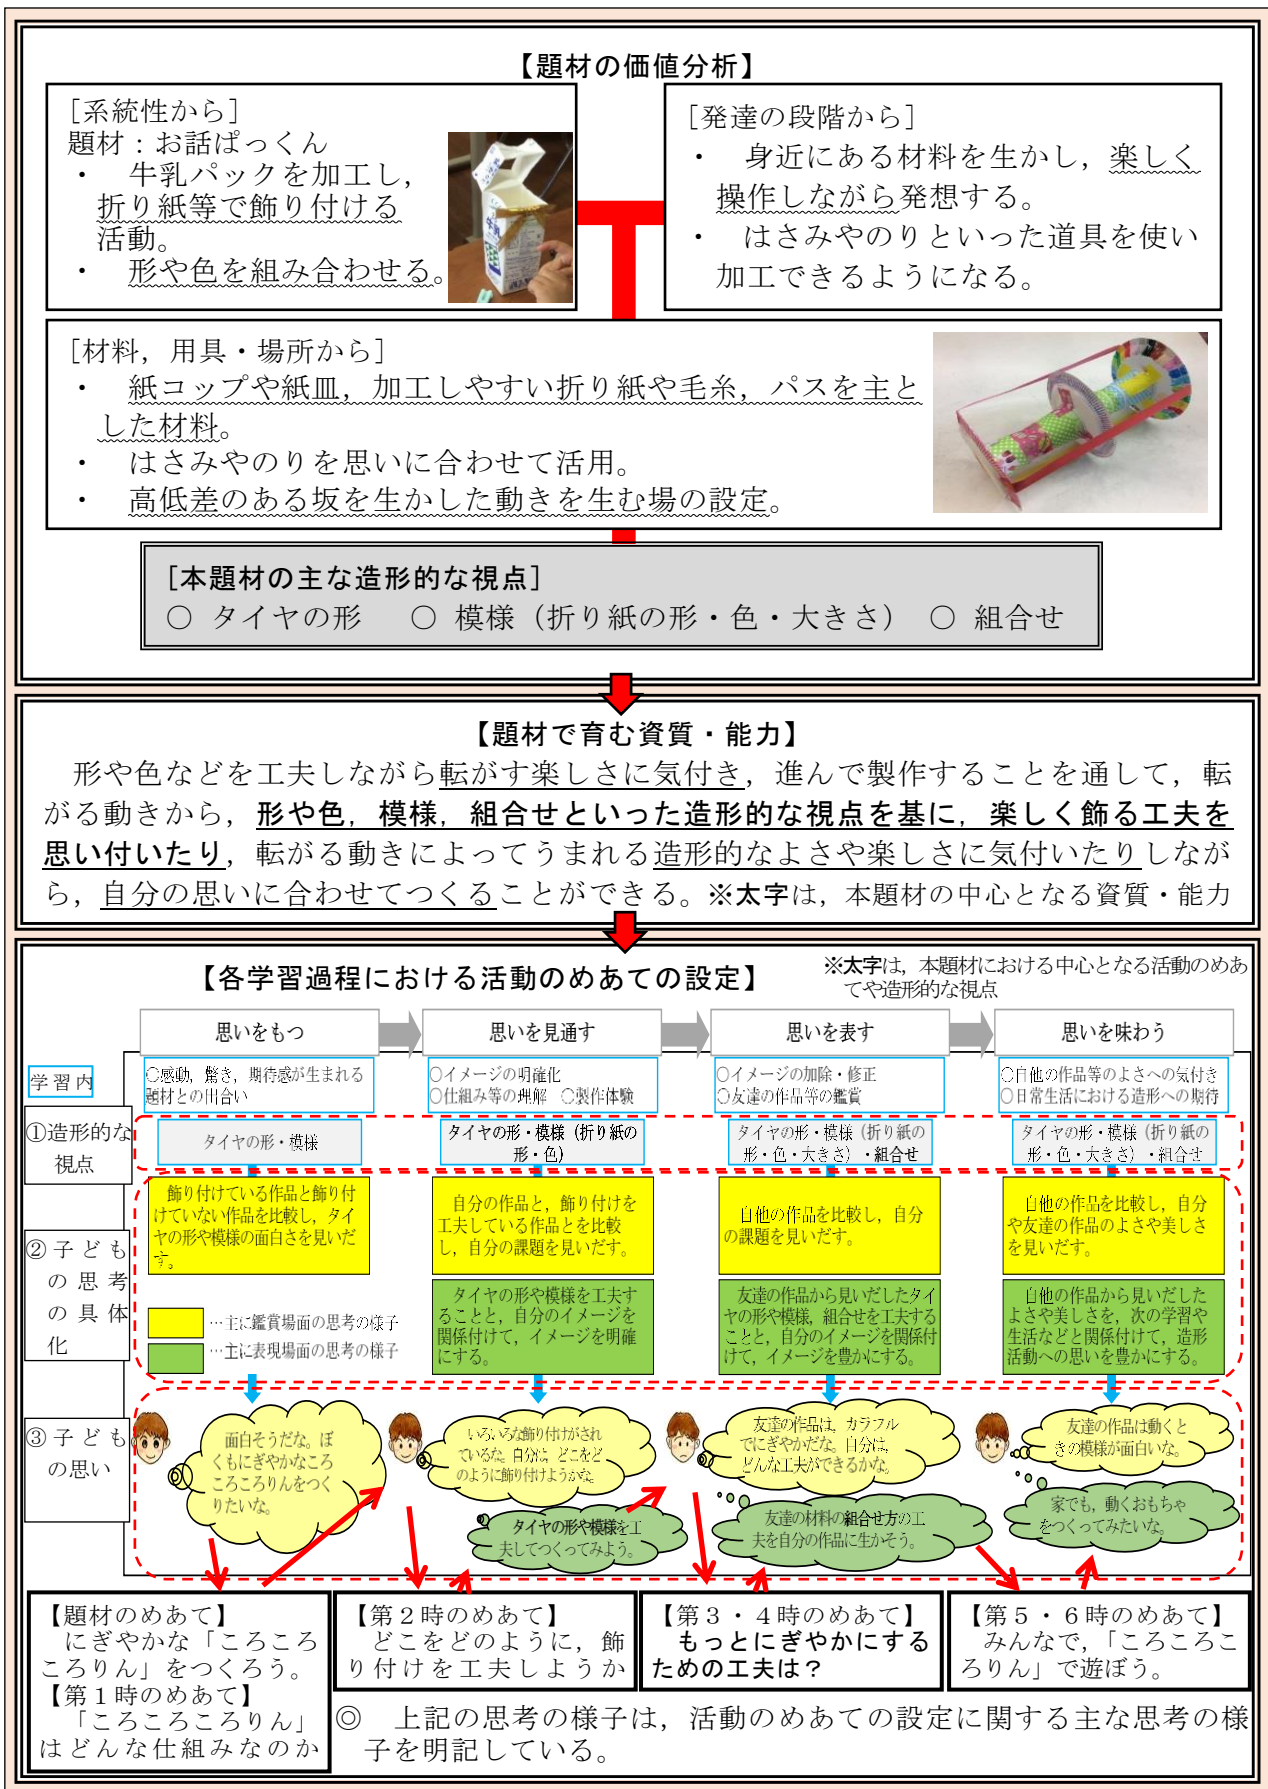 【題材の価値分析】
［系統性から］
題材：お話ぱっくん
・　牛乳パックを加工し，
折り紙等で飾り付ける
活動。
・　形や色を組み合わせる。
［発達の段階から］
・　身近にある材料を生かし，楽しく
操作しながら発想する。
・　はさみやのりといった道具を使い
加工できるようになる。
［材料，用具・場所から］
・　紙コップや紙皿，加工しやすい折り紙や毛糸，パスを主と
した材料。
・　はさみやのりを思いに合わせて活用。
・　高低差のある坂を生かした動きを生む場の設定。
［本題材の主な造形的な視点］
○ タイヤの形　○ 模様（折り紙の形・色・大きさ）　○ 組合せ
【題材で育む資質・能力】
形や色などを工夫しながら転がす楽しさに気付き，進んで製作することを通して，転
がる動きから，形や色，模様，組合せといった造形的な視点を基に，楽しく飾る工夫を
思い付いたり，転がる動きによってうまれる造形的なよさや楽しさに気付いたりしなが
ら，自分の思いに合わせてつくることができる。※太字は，本題材の中心となる資質・能力
【各学習過程における活動のめあての設定】
※太字は，本題材における中心となる活動のめあ
てや造形的な視点
思いをもつ
思いを見通す
思いを表す
思いを味わう
学習内
○感動，驚き，期待感が生まれる
題材との出合い
○イメージの明確化
○仕組み等の理解　○製作体験
○イメージの加除・修正
○友達の作品等の鑑賞
○自他の作品等のよさへの気付き
○日常生活における造形への期待
①造形的な
視点
タイヤの形・模様
タイヤの形・模様（折り紙の
形・色）
タイヤの形・模様（折り紙の
形・色・大きさ）・組合せ
タイヤの形・模様（折り紙の
形・色・大きさ）・組合せ
②子ども
の思考
の具体
化
飾り付けている作品と飾り付
けていない作品を比較し，タイ
ヤの形や模様の面白さを見いだ
す。
自分の作品と，飾り付けを
工夫している作品とを比較
し，自分の課題を見いだす。
自他の作品を比較し，自分
の課題を見いだす。
自他の作品を比較し，自分
や友達の作品のよさや美しさ
を見いだす。
…主に鑑賞場面の思考の様子
…主に表現場面の思考の様子
タイヤの形や模様を工夫す
ることと，自分のイメージを
関係付けて，イメージを明確
にする。
友達の作品から見いだしたタイ
ヤの形や模様，組合せを工夫する
ことと，自分のイメージを関係付
けて，イメージを豊かにする。
自他の作品から見いだした
よさや美しさを，次の学習や
生活などと関係付けて，造形
活動への思いを豊かにする。
③子ども
の思い
面白そうだな。ぼ
くもにぎやかなころ
ころころりんをつく
りたいな。
いろいろな飾り付けがされ
ているな。自分は，どこをど
のように飾り付けようかな。
タイヤの形や模様を工
夫してつくってみよう。
友達の作品は，カラフル
でにぎやかだな。自分は，
どんな工夫ができるかな。
友達の材料の組合せ方の工
夫を自分の作品に生かそう。
友達の作品は動くと
きの模様が面白いな。
家でも，動くおもちゃ
をつくってみたいな。
【題材のめあて】
にぎやかな「ころころ
ころりん」をつくろう。
【第１時のめあて】
「ころころころりん」
はどんな仕組みなのか
【第２時のめあて】
どこをどのように，飾
り付けを工夫しようか
【第３・４時のめあて】
もっとにぎやかにする
ための工夫は？
【第５・６時のめあて】
みんなで，「ころころこ
ろりん」で遊ぼう。
◎　上記の思考の様子は，活動のめあての設定に関する主な思考の様
子を明記している。